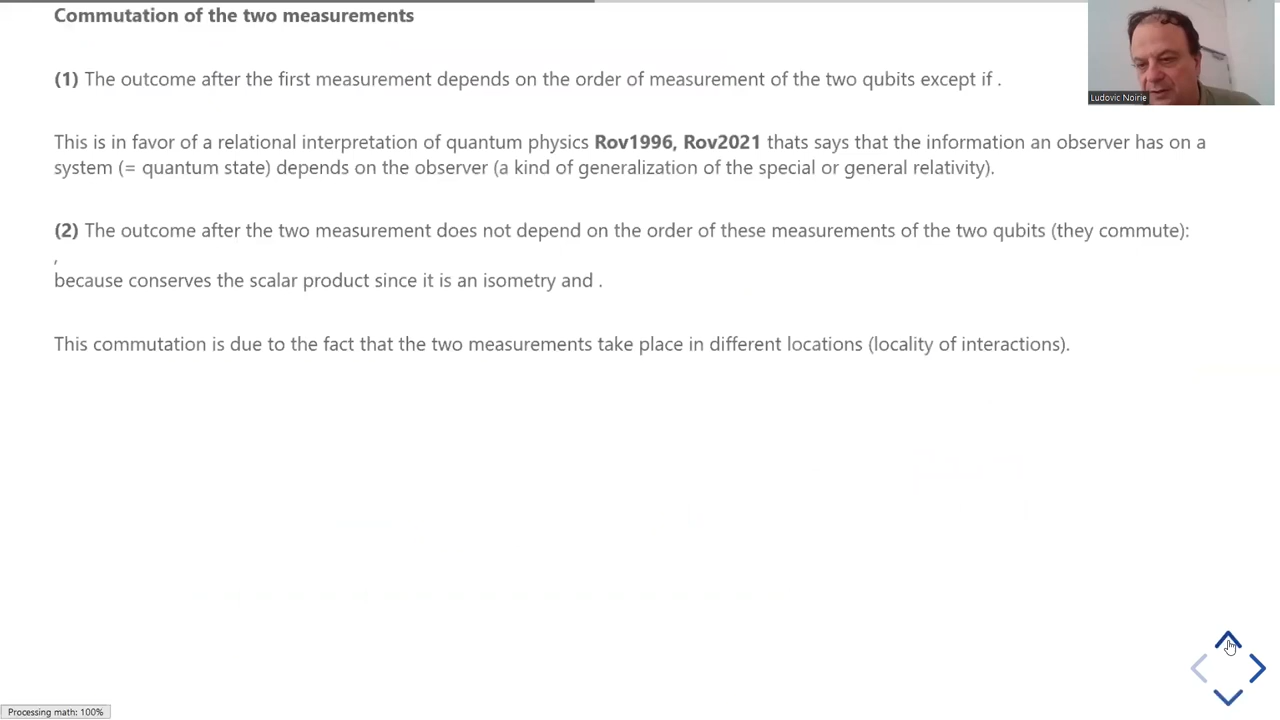 Commutation of the two measurements
Ludovic Noirie
(1) The outcome after the first measurement depends on the order of measurement of the two qubits except if .
This is in favor of a relational interpretation of quantum physics Rov1996, Rov2021 thats says that the information an observer has on a
system (= quantum state) depends on the observer (a kind of generalization of the special or general relativity).
(2) The outcome after the two measurement does not depend on the order of these measurements of the two qubits (they commute):
,
because conserves the scalar product since it is an isometry and .
This commutation is due to the fact that the two measurements take place in different locations (locality of interactions).
Processing math: 100%